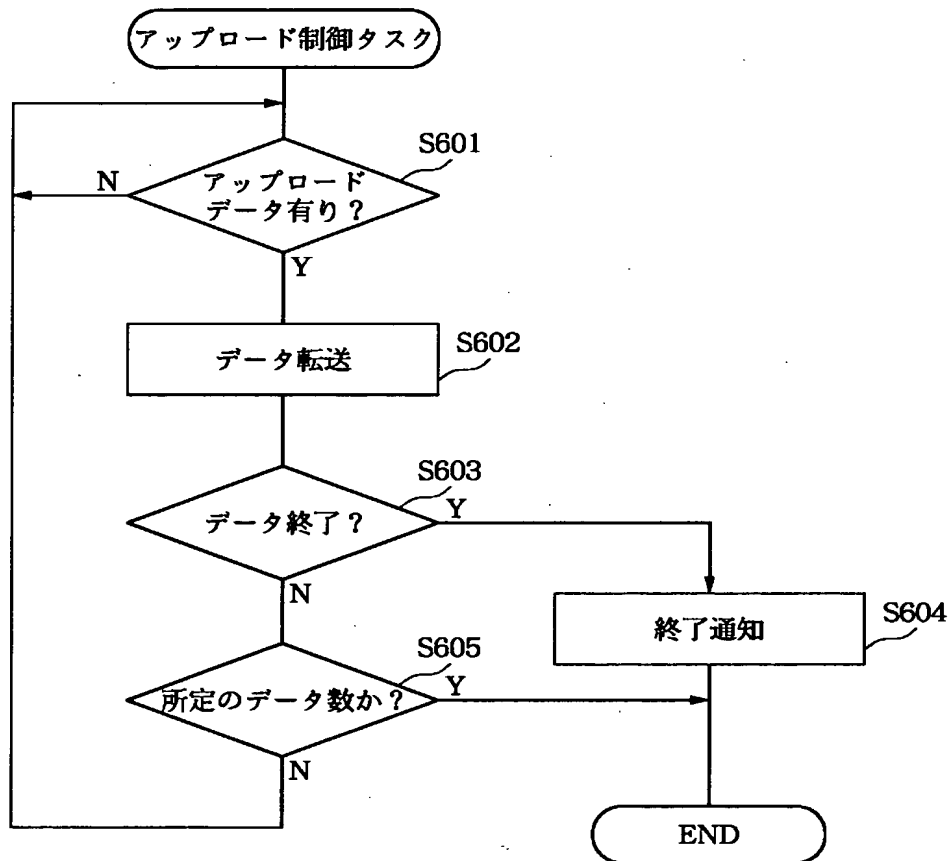 アップロード制御タスク
S601
アップロード
データ有り？
N
Y
データ転送
S602
S603
データ終了？
Y
N
終了通知
S604
S605
所定のデータ数か？
Y
N
END